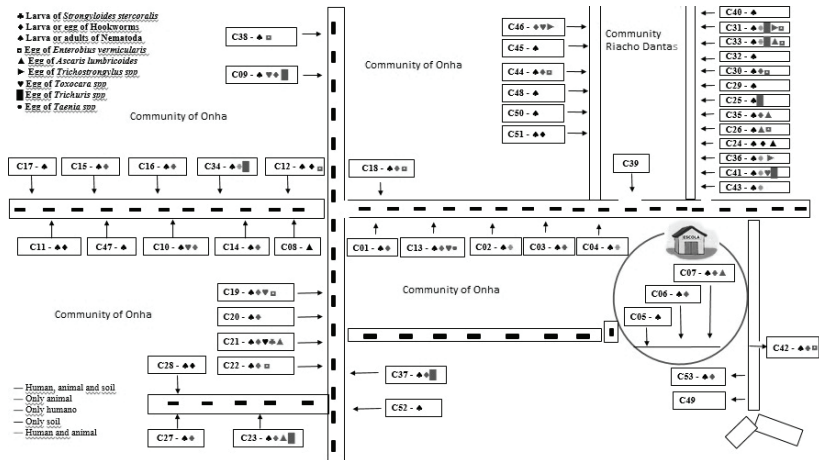 ♣ Larva of Strongyloides stercoralis
♦ Larva or egg of Hookworms
♠ Larva or adults of Nematoda
◘ Egg of Enterobius vermicularis
▲ Egg of Ascaris lumbricoides
► Egg of Trichostrongylus spp
♥ Egg of Toxocara spp
█ Egg of Trichuris spp
● Egg of Taenia spp
Community of Onha
C38 - ♠ ◘
C09 - ♠ ♥ ♦ █
Community of Onha
C46 - ♦ ♥ ►
C45 - ♠
C44 - ♠ ♦ ◘
C48 - ♠
C50 - ♠
C51 - ♠ ♦
Community
Riacho Dantas
C40 - ♠
C31 - ♠ ♦ █ ► ◘
C33 - ♠ ♦ █ ▲ ◘
C32 - ♠
C30 - ♠ ♦ ◘
C29 - ♠
C25 - ♠ █
C35 - ♠ ♦ ▲
C26 - ♠ ▲ ◘
C24 - ♠ ♦ ▲
C36 - ♠ ♦ ►
C41 - ♠ ♦ ♥ █
C43 - ♠ ♦
C17 - ♠
C15 - ♠ ♦
C16 - ♠ ♦
C34 - ♠ ♦ █
C12 - ♠ ♦ ◘
C18 - ♠ ♦ ◘
C39
C11 - ♠ ♦
C47 - ♠
C10 - ♠ ♥ ♦
C14 - ♠ ♦
C08 - ▲
C01 - ♠ ♦
C13 - ♠ ♦ ♥ ▪
C02 - ♠ ♦
C03 - ♠ ♦
C04 - ♠ ♦
ESCOLA
C07 - ♠ ♦ ▲
C06 - ♠ ♦
C05 - ♠
Community of Onha
C19 - ♠ ♦ ♥ ◘
C20 - ♠ ♦
C21 - ♠ ♦ ♥ ♣ ▲
C22 - ♠ ♦ ◘
Community of Onha
C28 - ♠ ♦
C37 - ♠ ♦ █
C52 - ♠
C42 - ♠ ♦ ◘
C53 - ♠ ♦
C49
— Human, animal and soil
— Only animal
— Only humano
— Only soil
— Human and animal
C27 - ♠ ♦
C23 - ♠ ♦ ▲ █